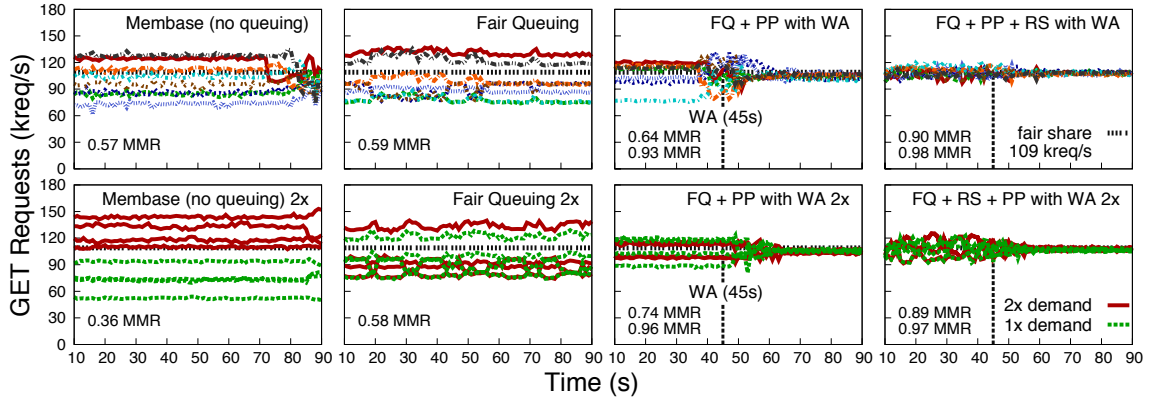 GET Requests (kreq/s)
180
150
120
90
60
30
0
Membase (no queuing)
0.57 MMR
Fair Queuing
0.59 MMR
FQ + PP with WA
WA (45s)
0.64 MMR
0.93 MMR
FQ + PP + RS with WA
0.90 MMR
0.98 MMR
fair share
109 kreq/s
180
150
120
90
60
30
0
Membase (no queuing) 2x
0.36 MMR
Fair Queuing 2x
0.58 MMR
FQ + PP with WA 2x
WA (45s)
0.74 MMR
0.96 MMR
FQ + RS + PP with WA 2x
0.89 MMR
0.97 MMR
2x demand
1x demand
10 20 30 40 50 60 70 80 90
10 20 30 40 50 60 70 80 90
10 20 30 40 50 60 70 80 90
10 20 30 40 50 60 70 80 90
Time (s)